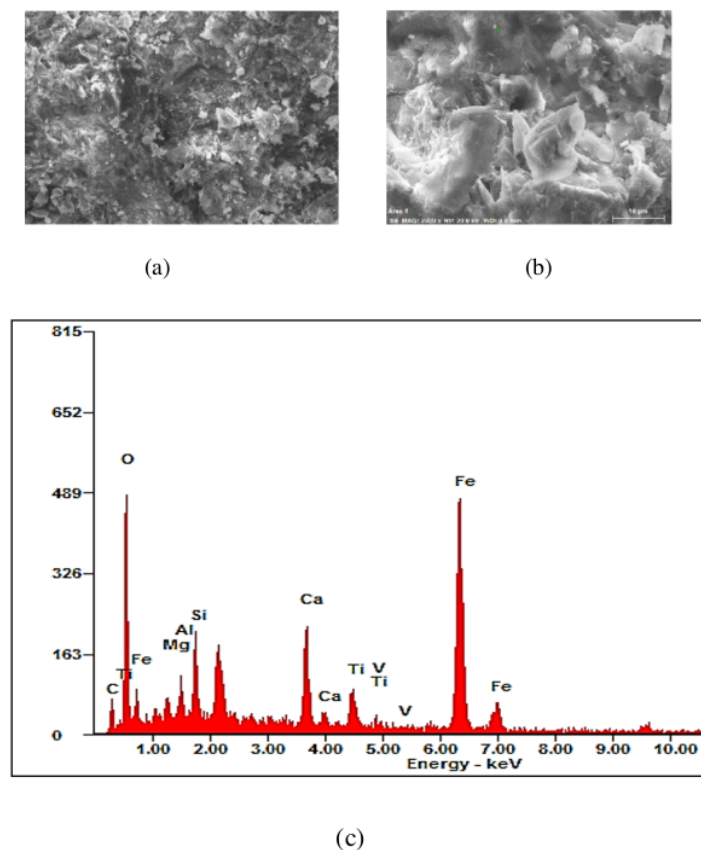 Area 1
10 µm
(a)
(b)
815
652
O
489
Fe
326
Ca
Si
Al
163
Mg
Fe
Ti
V
Ti
C
Ti
Ca
Fe
V
0
1.00 2.00 3.00 4.00 5.00 6.00 7.00 8.00 9.00 10.00
Energy - keV
(c)